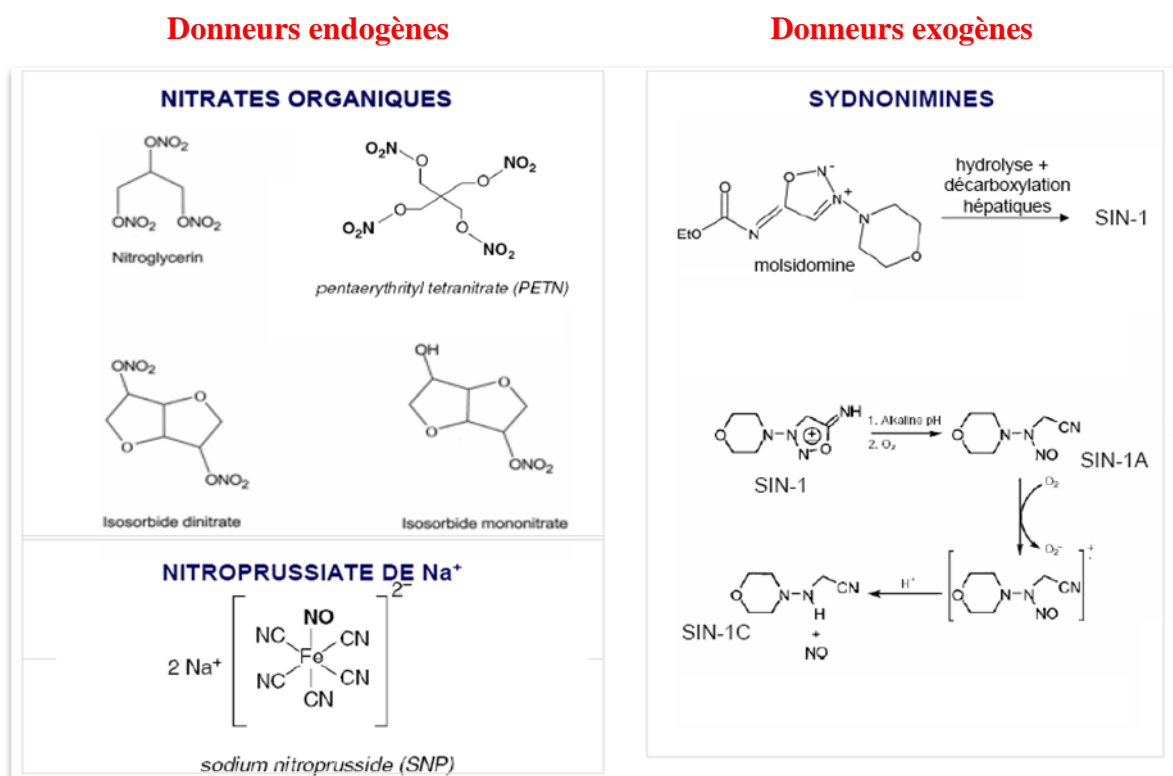 Donneurs endogènes
Donneurs exogènes
NITRATES ORGANIQUES
ONO₂
ONO₂
ONO₂
Nitroglycerin
O₂N
O
O
NO₂
O
O₂N
O
NO₂
pentaerythrityl tetranitrate (PETN)
ONO₂
O
O
ONO₂
Isosorbide dinitrate
OH
O
O
ONO₂
Isosorbide mononitrate
NITROPRUSSIATE DE Na⁺
2 Na⁺
2−
NO
NC
CN
Fe
NC
CN
CN
sodium nitroprusside (SNP)
SYDNONIMINES
O
EtO
N
O
N⁻
N⁺
N
O
molsidomine
hydrolyse +
décarboxylation
hépatiques
SIN-1
O
N
N
N
O
NH
+
SIN-1
1. Alkaline pH
2. O₂
O
N
N
CN
NO
SIN-1A
O₂
O₂⁻
O
N
N
CN
NO
H⁺
O
N
N
CN
H
SIN-1C
+
NO